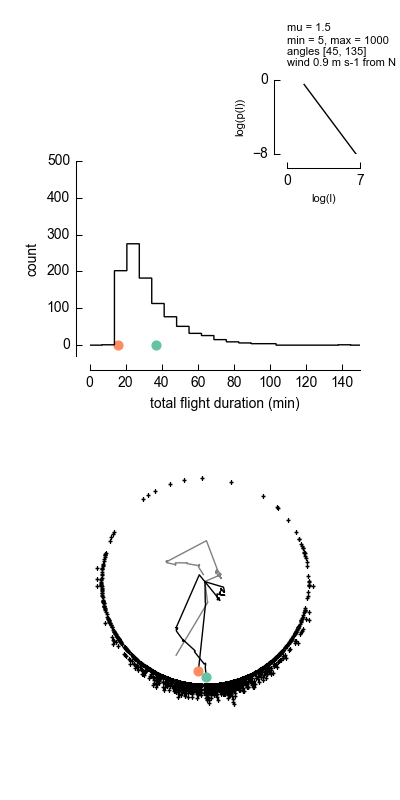 mu = 1.5
min = 5, max = 1000
angles [45, 135]
wind 0.9 m s-1 from N
0
log(p(l))
−8
0 7
log(l)
500
400
300
count
200
100
0
0 20 40 60 80 100 120 140
total flight duration (min)